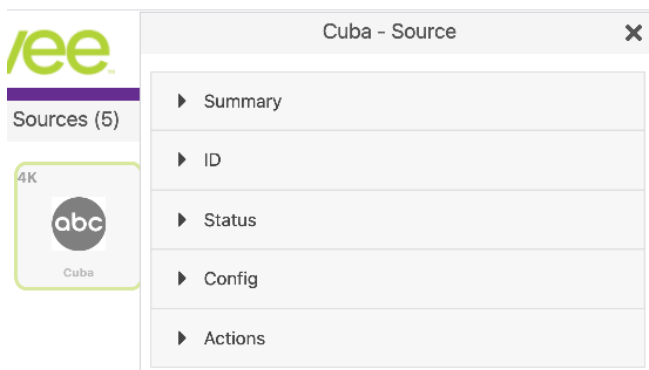 vee
Cuba - Source
Sources (5)
4K
abc
Cuba
Summary
ID
Status
Config
Actions